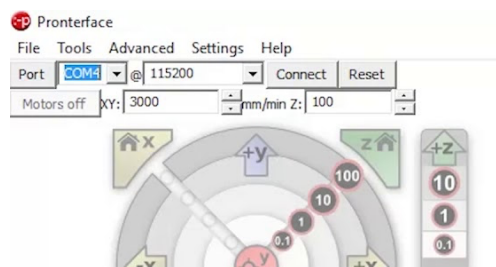 Pronterface
File Tools Advanced Settings Help
Port COM4 @ 115200 Connect Reset
Motors off XY: 3000 mm/min Z: 100
X +y Z +Z
100
10 10
1 1
0.1 0.1
y
-X +X